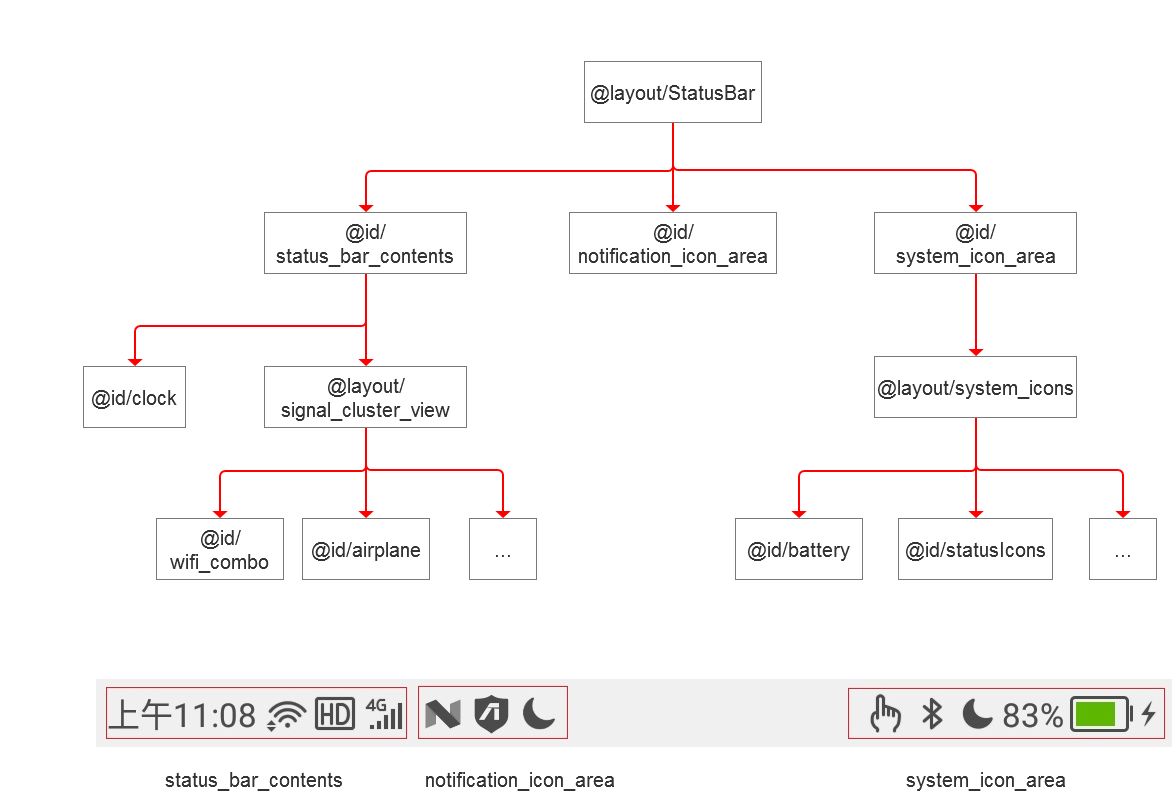 @layout/StatusBar
@id/
status_bar_contents
@id/
notification_icon_area
@id/
system_icon_area
@id/clock
@layout/
signal_cluster_view
@layout/system_icons
@id/
wifi_combo
@id/airplane
...
@id/battery
@id/statusIcons
...
上午11:08 HD 4G
83%
status_bar_contents
notification_icon_area
system_icon_area